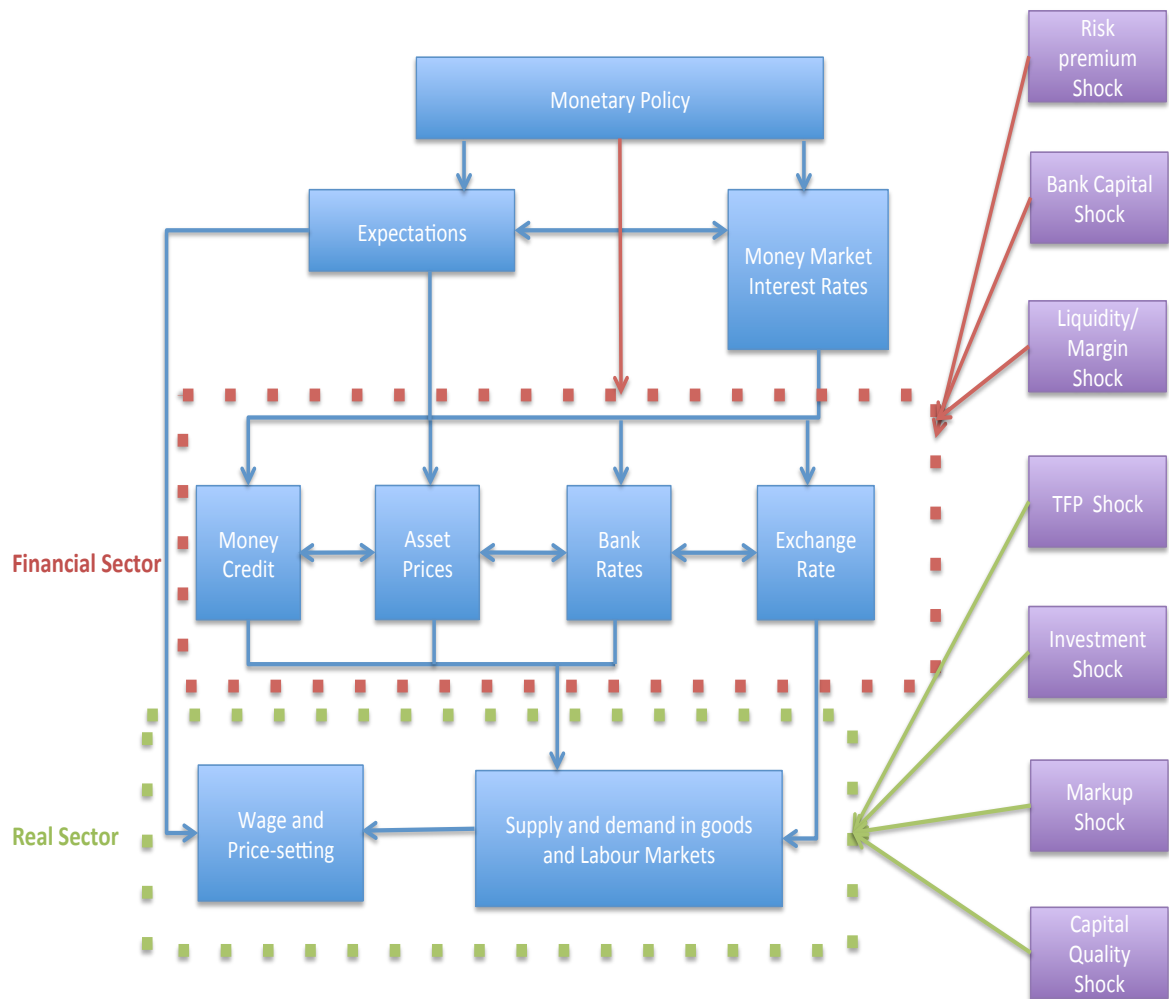 Risk
premium
Shock
Monetary Policy
Bank Capital
Shock
Expectations
Money Market
Interest Rates
Liquidity/
Margin
Shock
Money
Credit
Asset
Prices
Bank
Rates
Exchange
Rate
TFP Shock
Financial Sector
Investment
Shock
Wage and
Price-setting
Supply and demand in goods
and Labour Markets
Real Sector
Markup
Shock
Capital
Quality
Shock